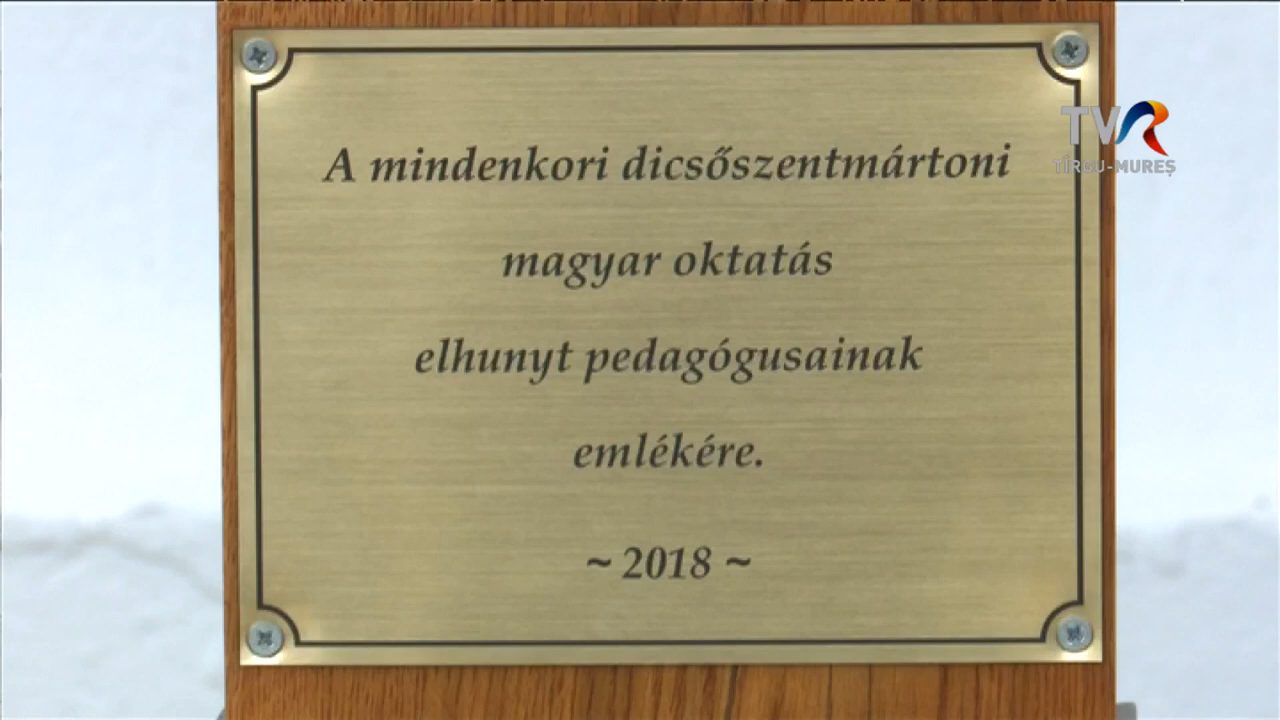 A mindenkori dicsőszentmártoni
magyar oktatás
elhunyt pedagógusainak
emlékére.
~ 2018 ~
TVR
TÎRGU-MUREȘ